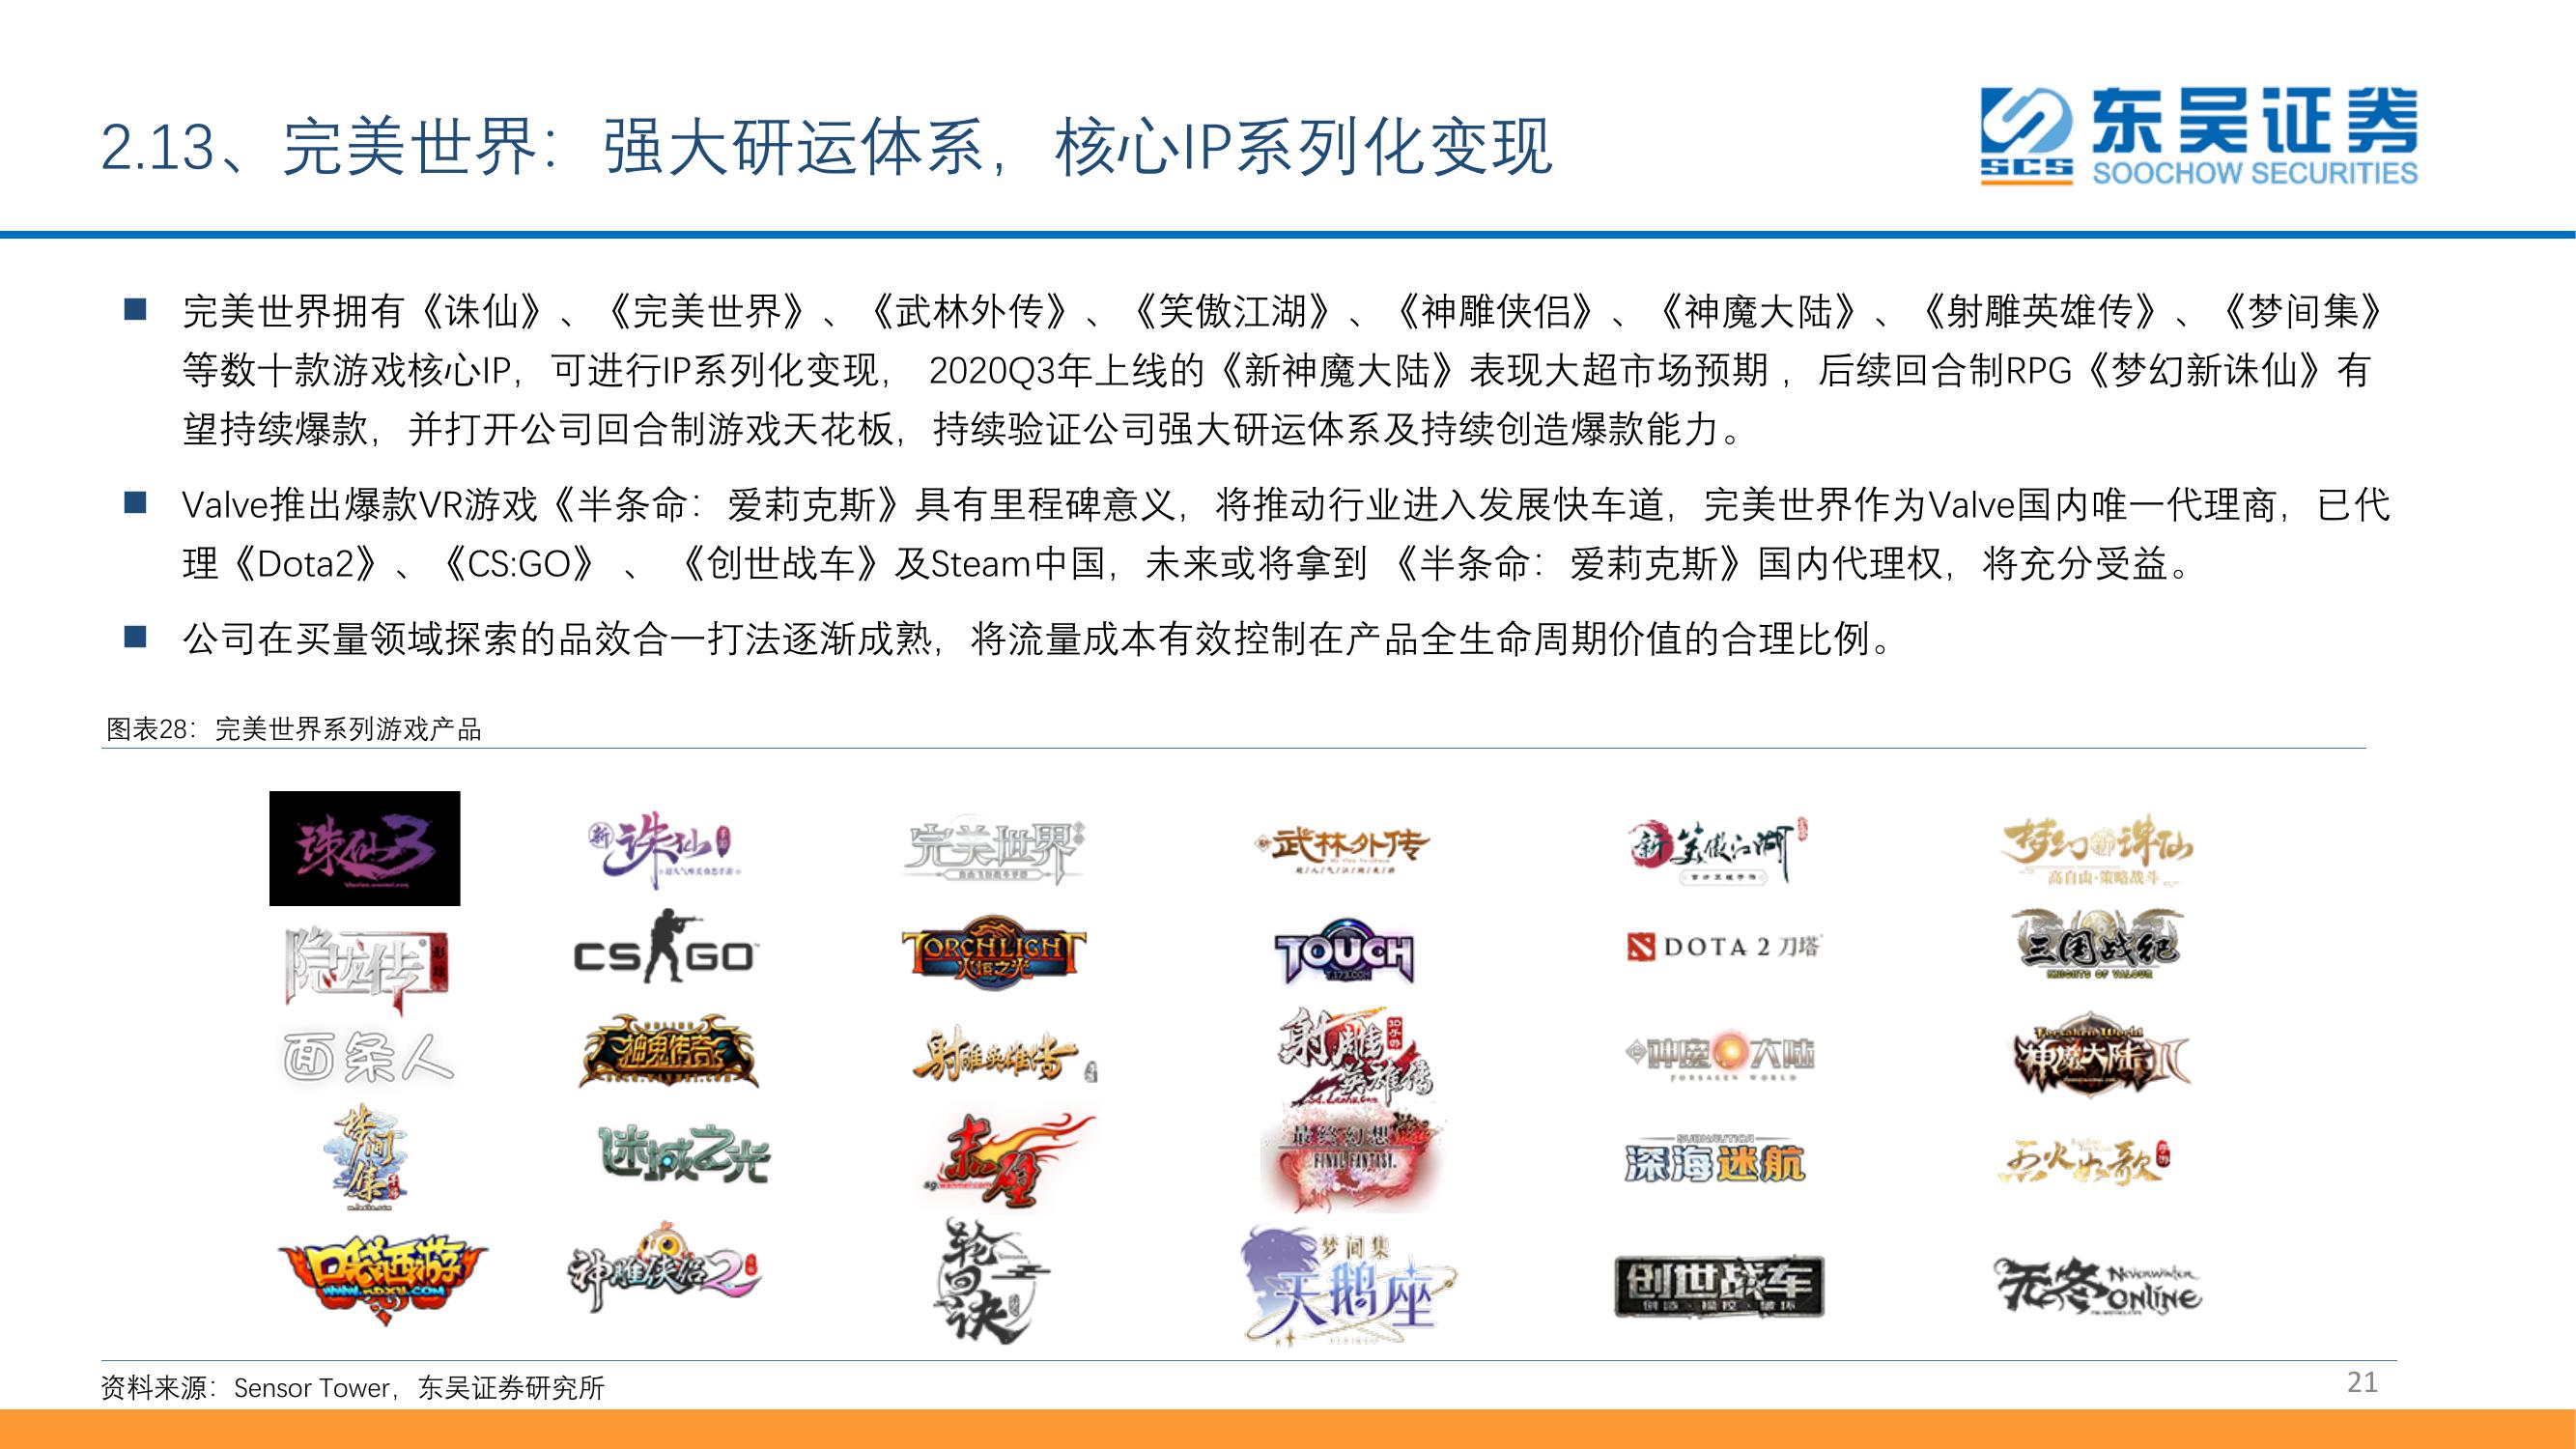 2.13、完美世界：强大研运体系，核心IP系列化变现
东吴证券
SCS
SOOCHOW SECURITIES
完美世界拥有《诛仙》、《完美世界》、《武林外传》、《笑傲江湖》、《神雕侠侣》、《神魔大陆》、《射雕英雄传》、《梦间集》
等数十款游戏核心IP，可进行IP系列化变现， 2020Q3年上线的《新神魔大陆》表现大超市场预期 ，后续回合制RPG《梦幻新诛仙》有
望持续爆款，并打开公司回合制游戏天花板，持续验证公司强大研运体系及持续创造爆款能力。
Valve推出爆款VR游戏《半条命：爱莉克斯》具有里程碑意义，将推动行业进入发展快车道，完美世界作为Valve国内唯一代理商，已代
理《Dota2》、《CS:GO》 、 《创世战车》及Steam中国，未来或将拿到 《半条命：爱莉克斯》国内代理权，将充分受益。
公司在买量领域探索的品效合一打法逐渐成熟，将流量成本有效控制在产品全生命周期价值的合理比例。
图表28：完美世界系列游戏产品
诛仙3
新诛仙手游
完美世界
武林外传
新笑傲江湖
梦幻新诛仙
高自由·策略战斗
隐雄传
CS GO
TORCHLIGHT
火炬之光
TOUCH
DOTA 2 刀塔
三国战纪
KNIGHTS OF VALOUR
面条人
神鬼传奇
射雕英雄传
射雕英雄传
3D手游
神魔大陆
FORSAKEN WORLD
Forsaken World
神魔大陆II
梦间集
迷城之光
赤壁
最终幻想
FINAL FANTASY
SUBNAUTICA
深海迷航
烈火如歌
口袋西游
神雕侠侣2
轮回诀
梦间集
天鹅座
创世战车
创造·操控·破坏
无冬
Neverwinter
Online
资料来源：Sensor Tower，东吴证券研究所
21